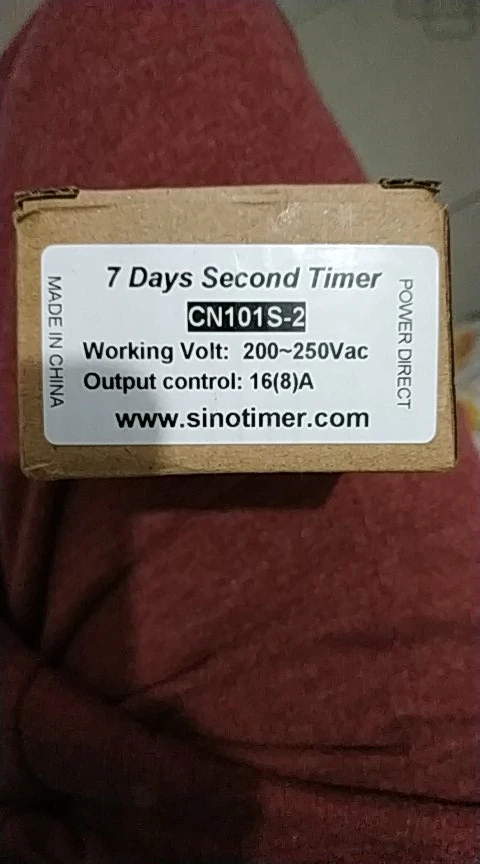 7 Days Second Timer
CN101S-2
Working Volt: 200~250Vac
Output control: 16(8)A
www.sinotimer.com
MADE IN CHINA
POWER DIRECT